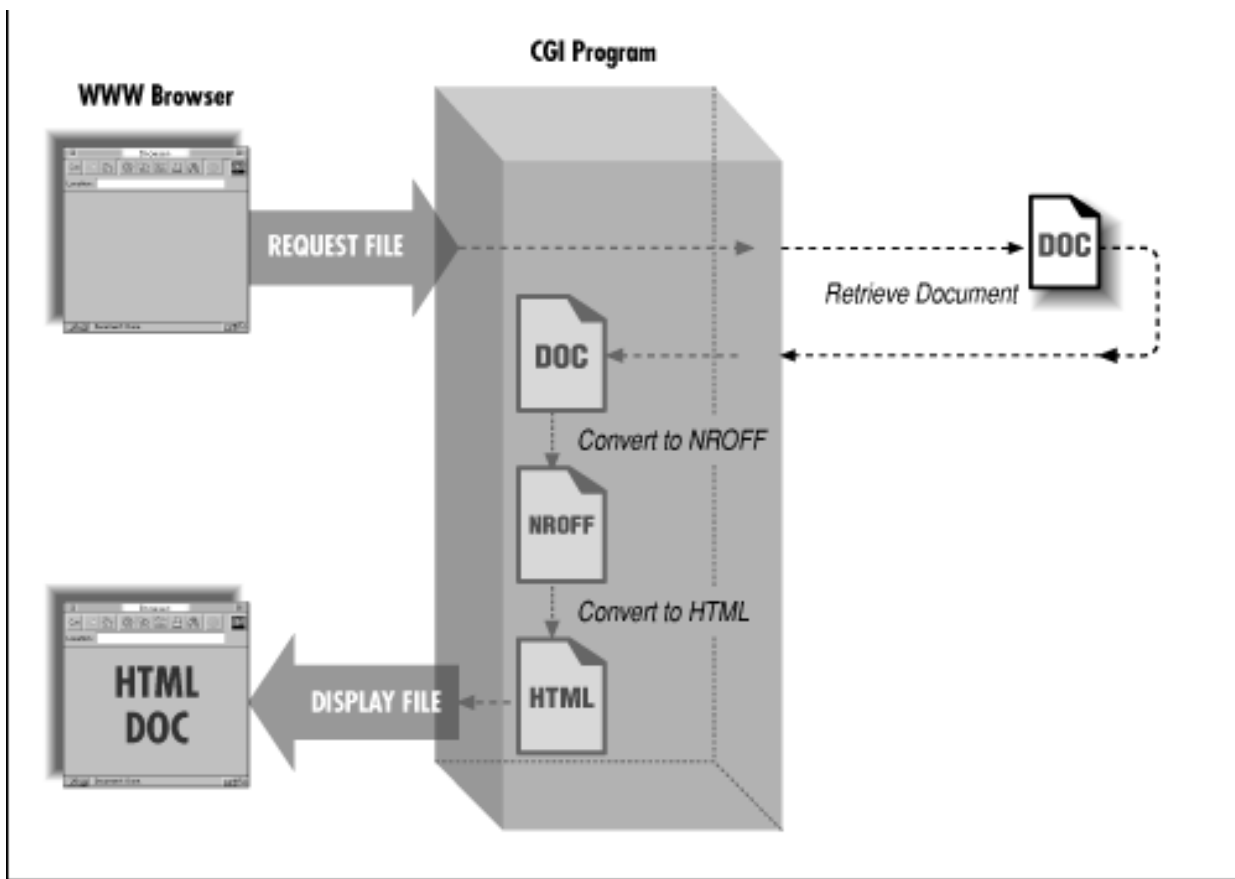 CGI Program
WWW Browser
REQUEST FILE
DOC
Retrieve Document
DOC
Convert to NROFF
NROFF
Convert to HTML
HTML
DOC
DISPLAY FILE
HTML